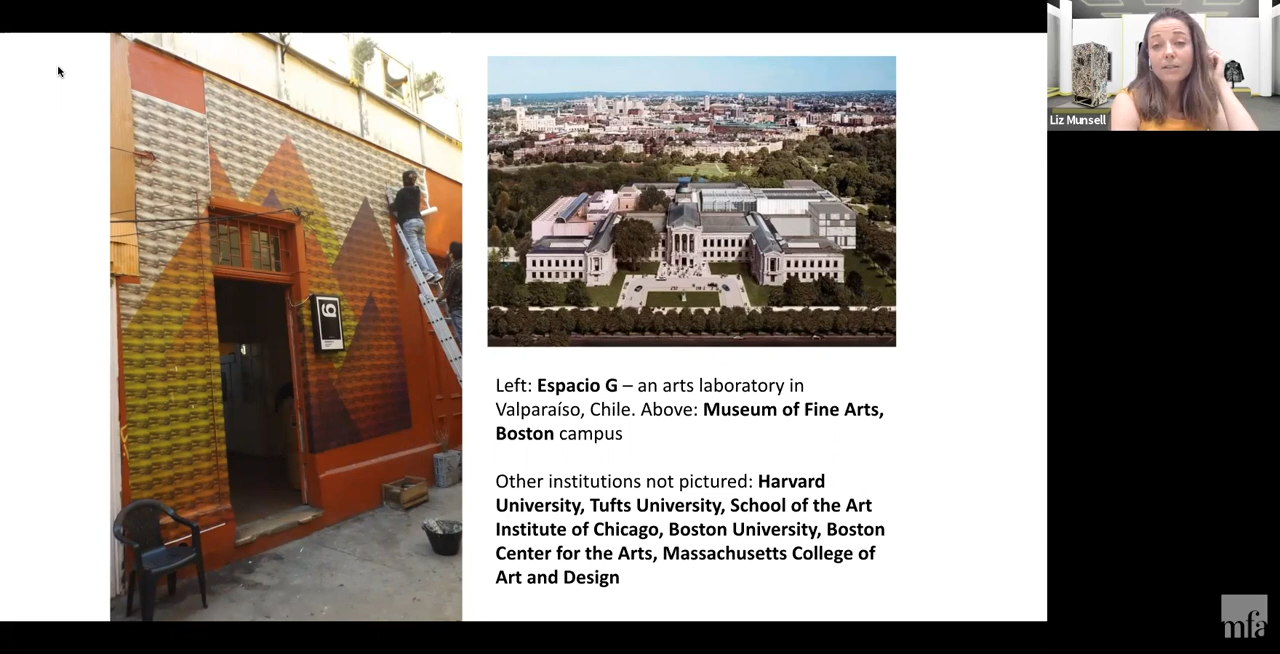 Liz Munsell
Left: Espacio G – an arts laboratory in
Valparaíso, Chile. Above: Museum of Fine Arts,
Boston campus
Other institutions not pictured: Harvard
University, Tufts University, School of the Art
Institute of Chicago, Boston University, Boston
Center for the Arts, Massachusetts College of
Art and Design
mfa